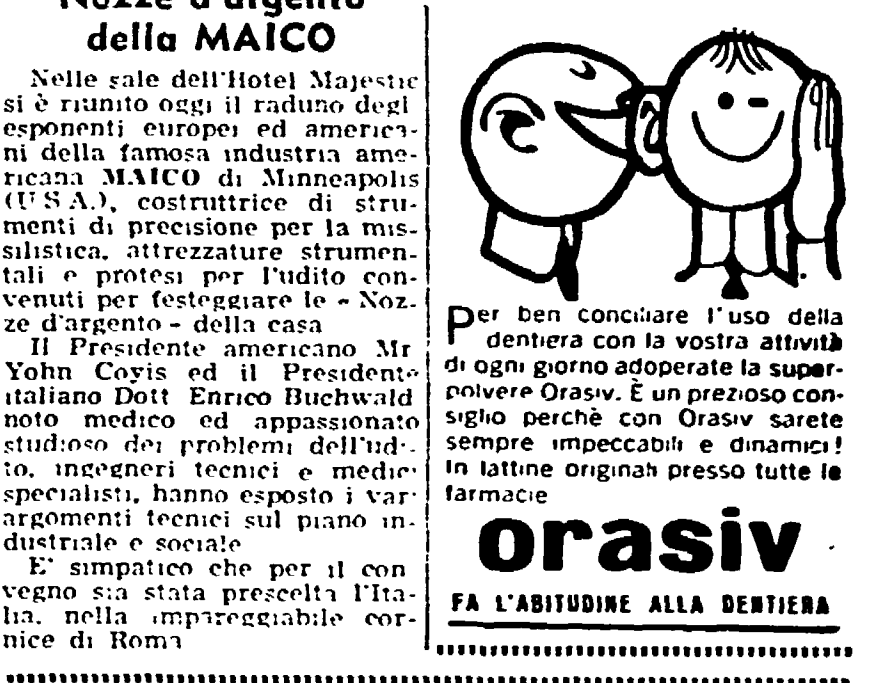 Nozze d'argento
della MAICO
Nelle sale dell'Hotel Majestic
si è riunito oggi il raduno degl
esponenti europei ed america-
ni della famosa industria ame-
ricana MAICO di Minneapolis
(U S A.), costruttrice di stru-
menti di precisione per la mis-
silistica, attrezzature strumen-
tali e protesi per l'udito con-
venuti per festeggiare le - Noz-
ze d'argento - della casa
Il Presidente americano Mr
Yohn Covis ed il Presidente
italiano Dott Enrico Buchwald
noto medico ed appassionato
studioso dei problemi dell'udi-
to, ingegneri tecnici e medici
specialisti, hanno esposto i var
argomenti tecnici sul piano in-
dustriale e sociale
E' simpatico che per il con
vegno sia stata prescelta l'Ita-
lia, nella impareggiabile cor-
nice di Roma
Per ben conciliare l'uso della
dentiera con la vostra attività
di ogni giorno adoperate la super-
polvere Orasiv. È un prezioso con-
siglio perchè con Orasiv sarete
sempre impeccabili e dinamici!
In lattine originali presso tutte le
farmacie
orasiv
FA L'ABITUDINE ALLA DENTIERA